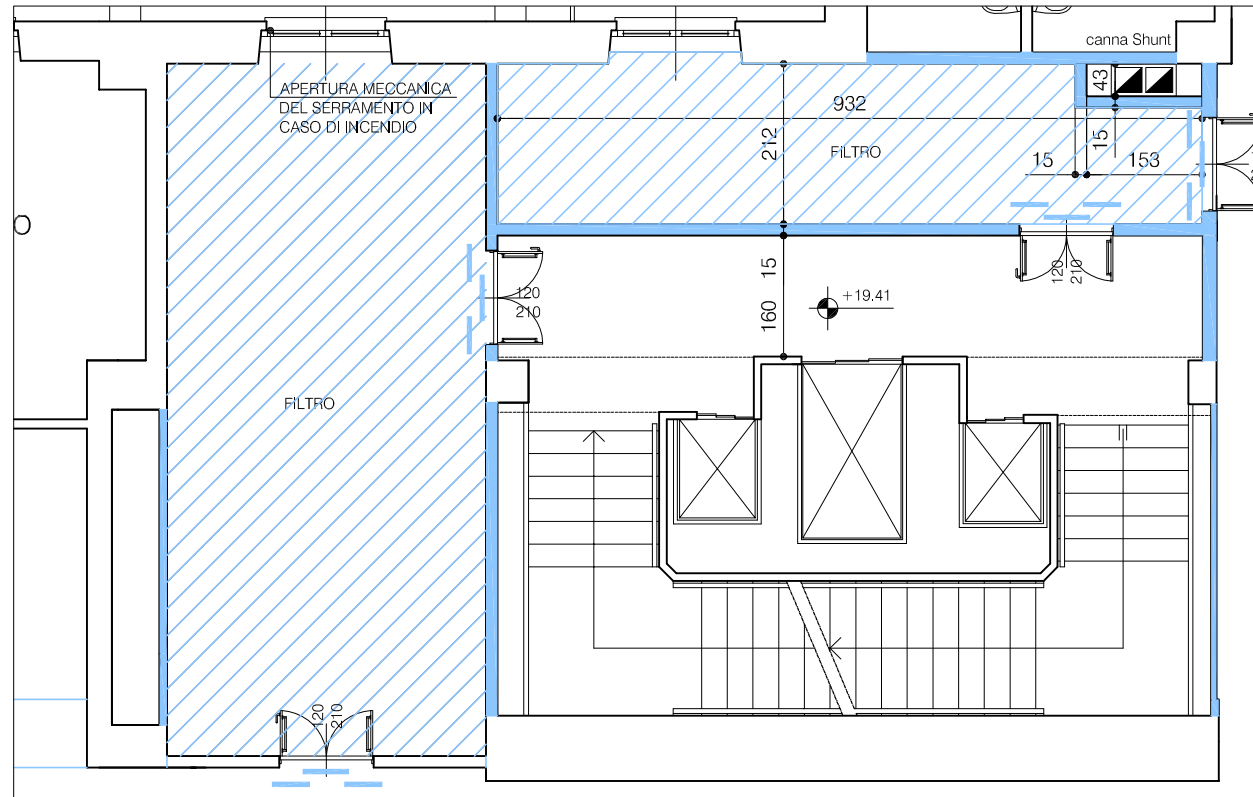 canna Shunt
APERTURA MECCANICA
DEL SERRAMENTO IN
CASO DI INCENDIO
43
932
212
FILTRO
15
15
153
120
210
15
160
+19.41
120
210
O
FILTRO
120
210